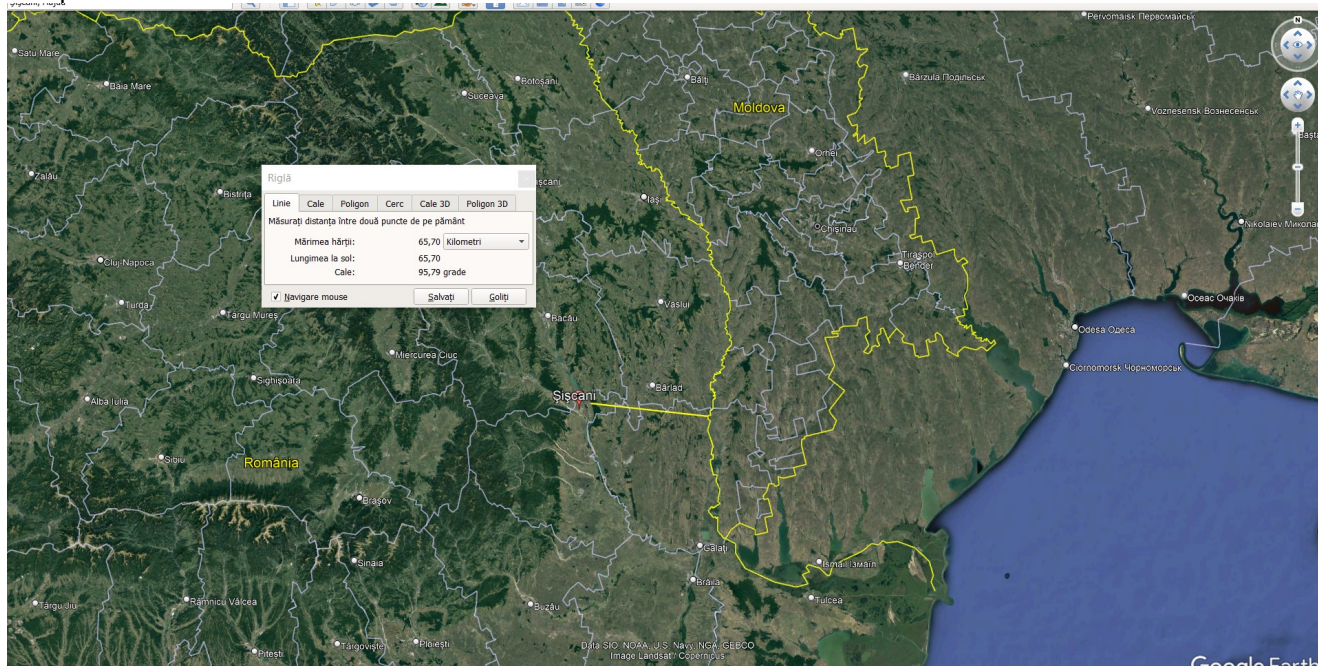 Pervomaisk Первомайськ
Satu Mare
Botoșani
Bălți
Bârzula Подільськ
Baia Mare
Suceava
Moldova
Voznesensk Вознесенськ
Orhei
Riglă
Zalău
Bistrița
Linie Cale Poligon Cerc Cale 3D Poligon 3D
Măsurați distanța între două puncte de pe pământ
Mărimea hărții: 65,70 Kilometri
Lungimea la sol: 65,70
Cale: 95,79 grade
Navigare mouse Salvați Goliți
Iași
Chișinău
Tiraspol
Bender
Cluj-Napoca
Oceac Очаків
Turda
Târgu Mureș
Vaslui
Bacău
Odesa Одеса
Miercurea Ciuc
Ciornomorsk Чорноморськ
Sighișoara
Bârlad
Alba Iulia
Șișcani
Sibiu
România
Brașov
Galați
Sinaia
Ismail Ізмаїл
Brăila
Târgu Jiu
Râmnicu Vâlcea
Buzău
Tulcea
Pitești
Târgoviște
Ploiești
Data SIO, NOAA, U.S. Navy, NGA, GEBCO
Image Landsat / Copernicus
Google Earth
N